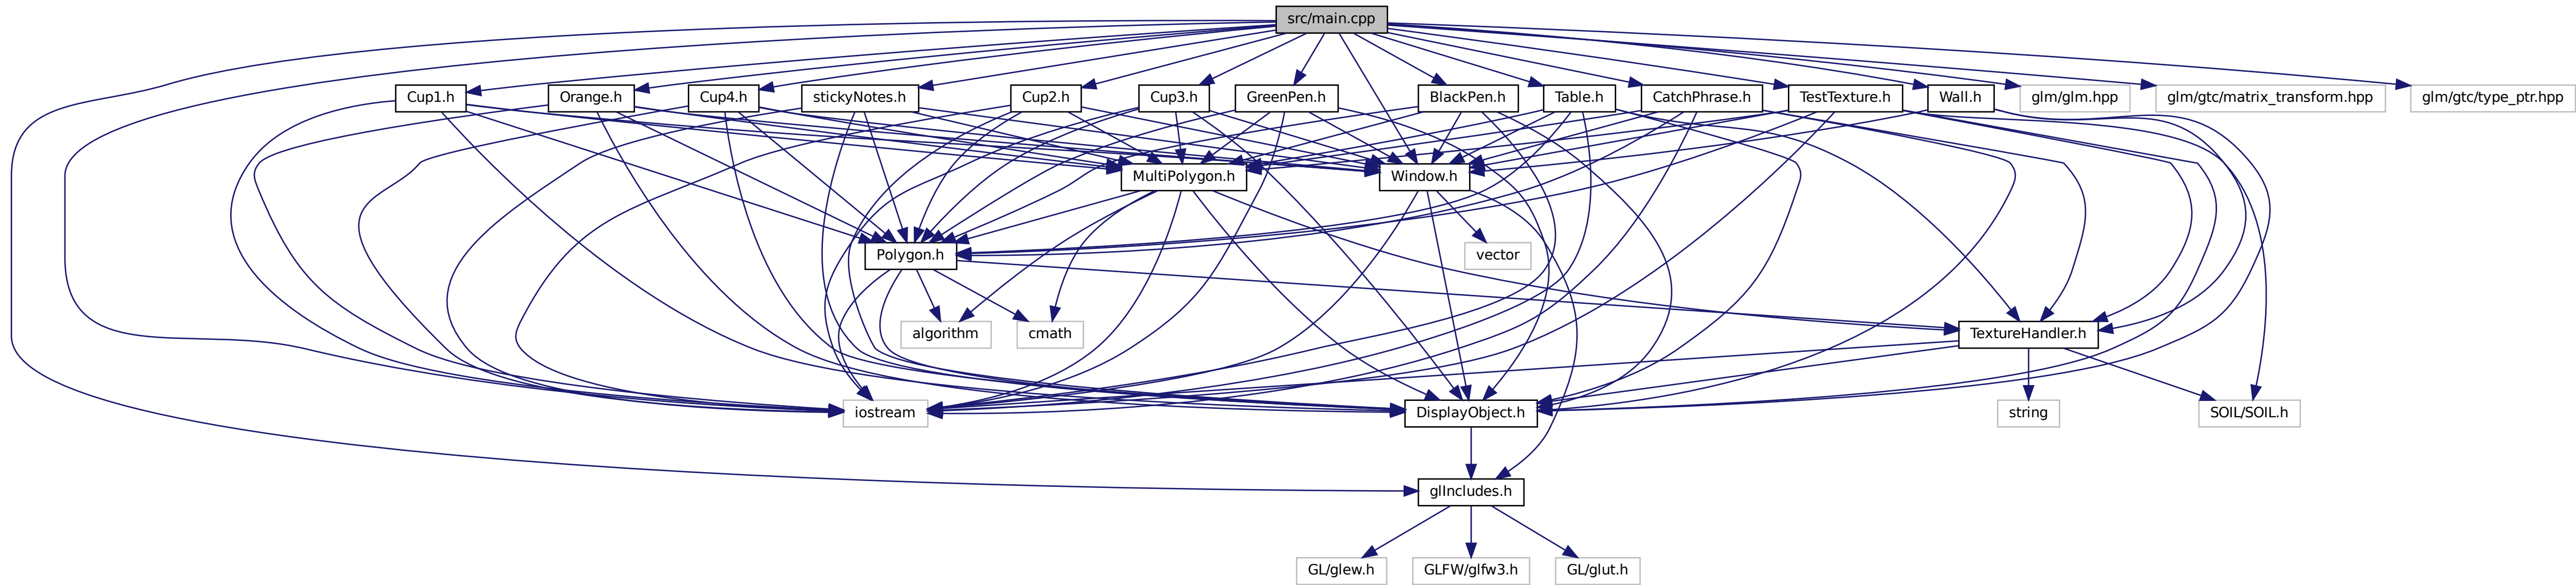 src/main.cpp
Cup1.h
Orange.h
Cup4.h
stickyNotes.h
Cup2.h
Cup3.h
GreenPen.h
BlackPen.h
Table.h
CatchPhrase.h
TestTexture.h
Wall.h
glm/glm.hpp
glm/gtc/matrix_transform.hpp
glm/gtc/type_ptr.hpp
MultiPolygon.h
Window.h
Polygon.h
vector
algorithm
cmath
TextureHandler.h
iostream
DisplayObject.h
string
SOIL/SOIL.h
glIncludes.h
GL/glew.h
GLFW/glfw3.h
GL/glut.h